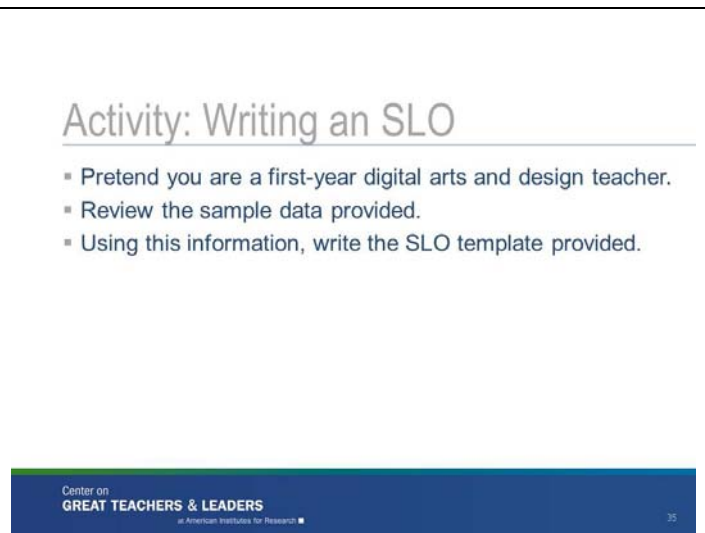 Activity: Writing an SLO
▪ Pretend you are a first-year digital arts and design teacher.
▪ Review the sample data provided.
▪ Using this information, write the SLO template provided.
Center on
GREAT TEACHERS & LEADERS
at American Institutes for Research ■
35